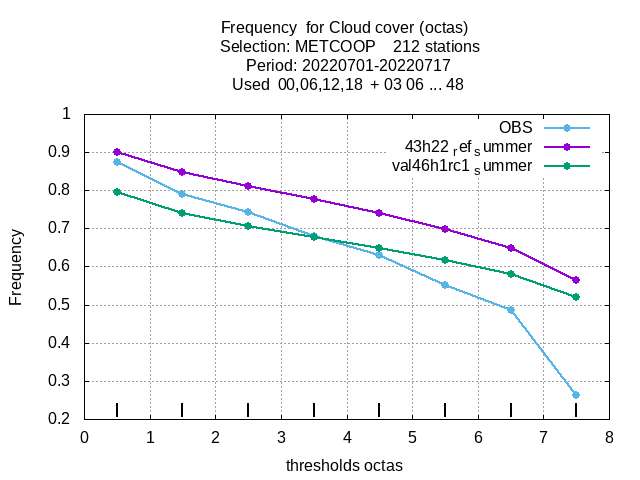 Frequency for Cloud cover (octas)
Selection: METCOOP 212 stations
Period: 20220701-20220717
Used 00,06,12,18 + 03 06 ... 48
OBS
43h22_ref_summer
val46h1rc1_summer
1
0.9
0.8
0.7
0.6
0.5
0.4
0.3
0.2
Frequency
0 1 2 3 4 5 6 7 8
thresholds octas